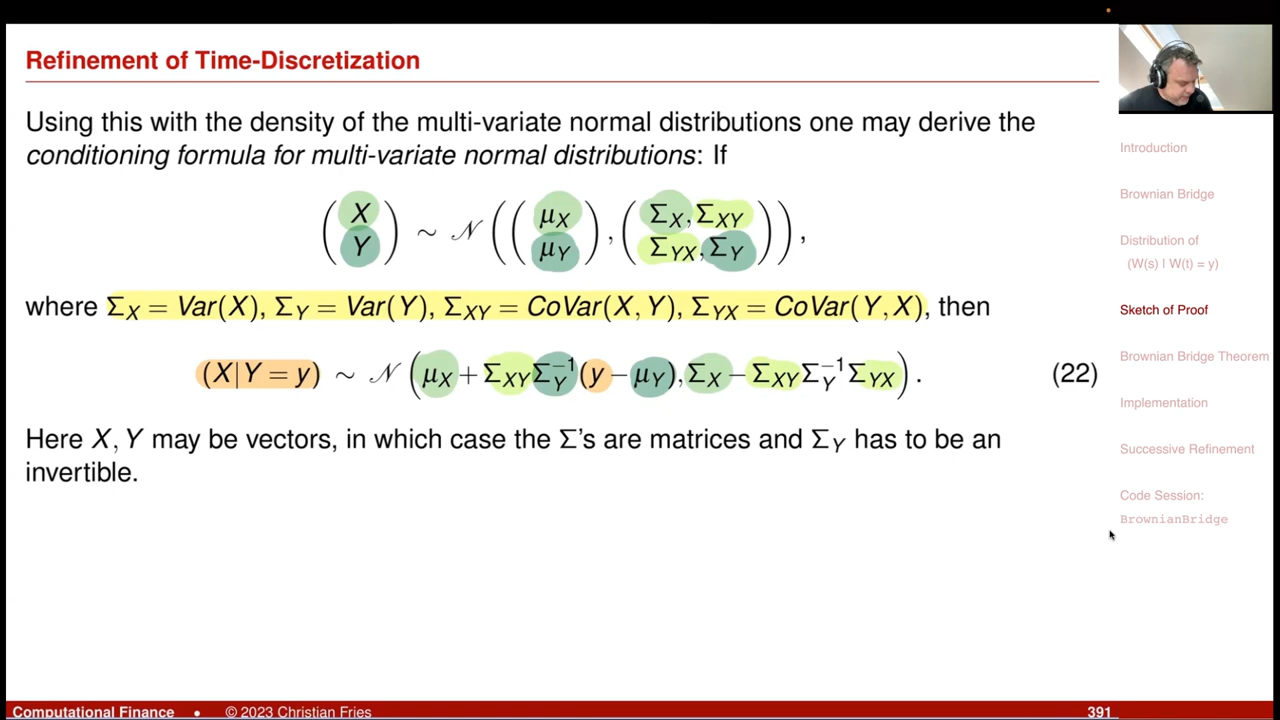 Refinement of Time-Discretization
Using this with the density of the multi-variate normal distributions one may derive the
conditioning formula for multi-variate normal distributions: If
(X Y) ∼ 𝒩((μ_X μ_Y), (Σ_X, Σ_XY Σ_YX, Σ_Y)),
where Σ_X = Var(X), Σ_Y = Var(Y), Σ_XY = CoVar(X, Y), Σ_YX = CoVar(Y, X), then
(X|Y = y) ∼ 𝒩(μ_X + Σ_XY Σ_Y^{-1}(y − μ_Y), Σ_X − Σ_XY Σ_Y^{-1} Σ_YX). (22)
Here X, Y may be vectors, in which case the Σ's are matrices and Σ_Y has to be an
invertible.
Introduction
Brownian Bridge
Distribution of
(W(s) | W(t) = y)
Sketch of Proof
Brownian Bridge Theorem
Implementation
Successive Refinement
Code Session:
BrownianBridge
Computational Finance • © 2023 Christian Fries 391